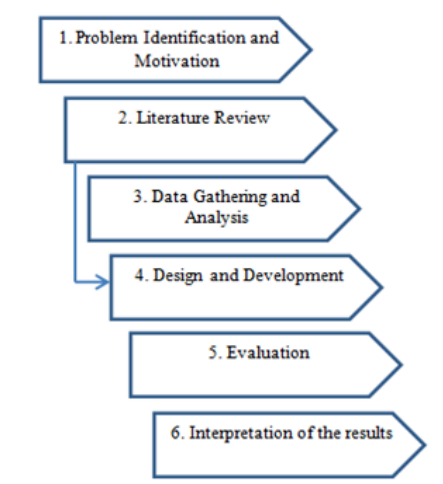 1. Problem Identification and
Motivation
2. Literature Review
3. Data Gathering and
Analysis
4. Design and Development
5. Evaluation
6. Interpretation of the results